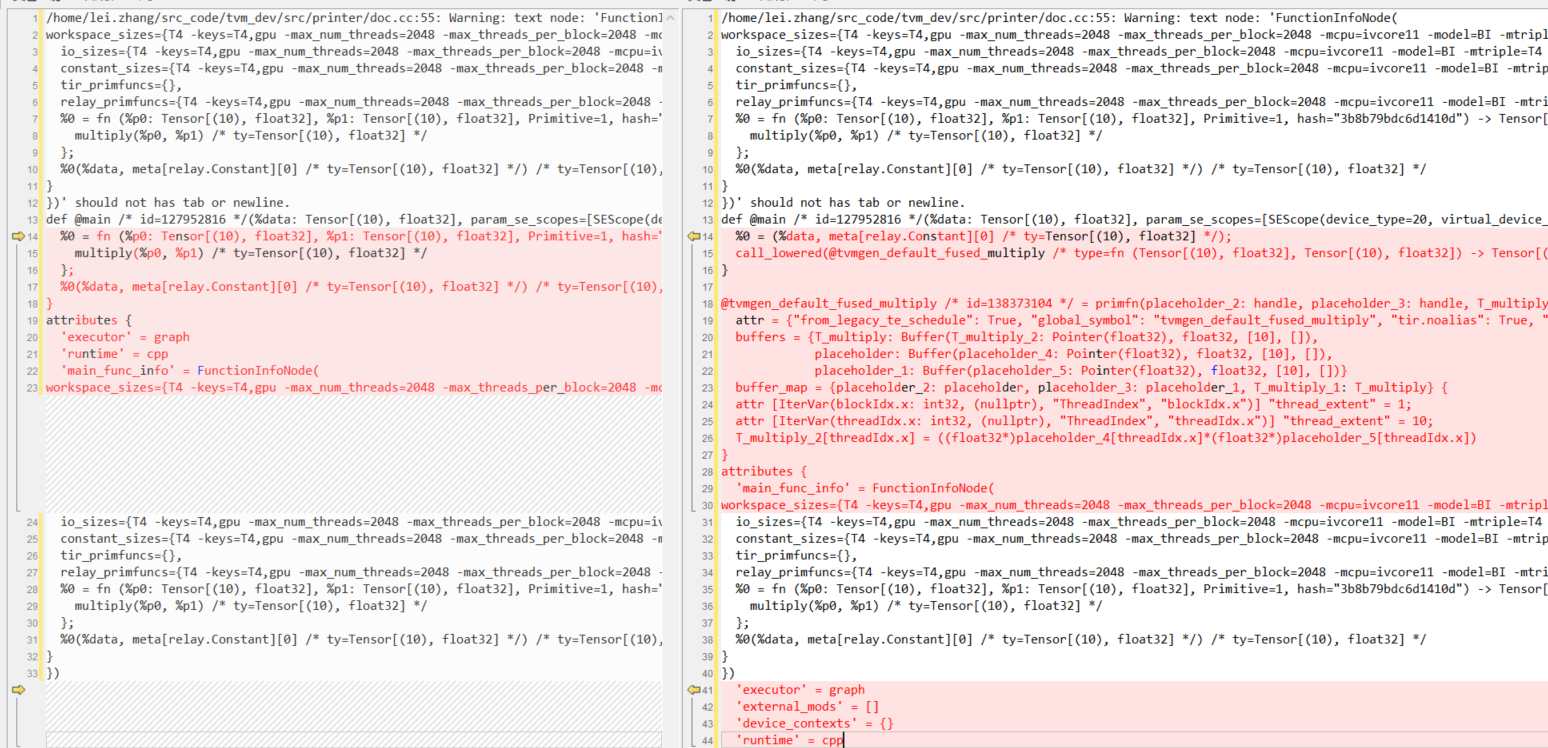 1 /home/lei.zhang/src_code/tvm_dev/src/printer/doc.cc:55: Warning: text node: 'FunctionI
2 workspace_sizes={T4 -keys=T4,gpu -max_num_threads=2048 -max_threads_per_block=2048 -mc
3 io_sizes={T4 -keys=T4,gpu -max_num_threads=2048 -max_threads_per_block=2048 -mcpu=iv
4 constant_sizes={T4 -keys=T4,gpu -max_num_threads=2048 -max_threads_per_block=2048 -m
5 tir_primfuncs={},
6 relay_primfuncs={T4 -keys=T4,gpu -max_num_threads=2048 -max_threads_per_block=2048 -
7 %0 = fn (%p0: Tensor[(10), float32], %p1: Tensor[(10), float32], Primitive=1, hash="
8 multiply(%p0, %p1) /* ty=Tensor[(10), float32] */
9 };
10 %0(%data, meta[relay.Constant][0] /* ty=Tensor[(10), float32] */) /* ty=Tensor[(10),
11 }
12 })' should not has tab or newline.
13 def @main /* id=127952816 */(%data: Tensor[(10), float32], param_se_scopes=[SEScope(de
14 %0 = fn (%p0: Tensor[(10), float32], %p1: Tensor[(10), float32], Primitive=1, hash="
15 multiply(%p0, %p1) /* ty=Tensor[(10), float32] */
16 };
17 %0(%data, meta[relay.Constant][0] /* ty=Tensor[(10), float32] */) /* ty=Tensor[(10),
18 }
19 attributes {
20 'executor' = graph
21 'runtime' = cpp
22 'main_func_info' = FunctionInfoNode(
23 workspace_sizes={T4 -keys=T4,gpu -max_num_threads=2048 -max_threads_per_block=2048 -mc
24 io_sizes={T4 -keys=T4,gpu -max_num_threads=2048 -max_threads_per_block=2048 -mcpu=iv
25 constant_sizes={T4 -keys=T4,gpu -max_num_threads=2048 -max_threads_per_block=2048 -m
26 tir_primfuncs={},
27 relay_primfuncs={T4 -keys=T4,gpu -max_num_threads=2048 -max_threads_per_block=2048 -
28 %0 = fn (%p0: Tensor[(10), float32], %p1: Tensor[(10), float32], Primitive=1, hash="
29 multiply(%p0, %p1) /* ty=Tensor[(10), float32] */
30 };
31 %0(%data, meta[relay.Constant][0] /* ty=Tensor[(10), float32] */) /* ty=Tensor[(10),
32 }
33 })
1 /home/lei.zhang/src_code/tvm_dev/src/printer/doc.cc:55: Warning: text node: 'FunctionInfoNode(
2 workspace_sizes={T4 -keys=T4,gpu -max_num_threads=2048 -max_threads_per_block=2048 -mcpu=ivcore11 -model=BI -mtripl
3 io_sizes={T4 -keys=T4,gpu -max_num_threads=2048 -max_threads_per_block=2048 -mcpu=ivcore11 -model=BI -mtriple=T4
4 constant_sizes={T4 -keys=T4,gpu -max_num_threads=2048 -max_threads_per_block=2048 -mcpu=ivcore11 -model=BI -mtrip
5 tir_primfuncs={},
6 relay_primfuncs={T4 -keys=T4,gpu -max_num_threads=2048 -max_threads_per_block=2048 -mcpu=ivcore11 -model=BI -mtri
7 %0 = fn (%p0: Tensor[(10), float32], %p1: Tensor[(10), float32], Primitive=1, hash="3b8b79bdc6d1410d") -> Tensor[
8 multiply(%p0, %p1) /* ty=Tensor[(10), float32] */
9 };
10 %0(%data, meta[relay.Constant][0] /* ty=Tensor[(10), float32] */) /* ty=Tensor[(10), float32] */
11 }
12 })' should not has tab or newline.
13 def @main /* id=127952816 */(%data: Tensor[(10), float32], param_se_scopes=[SEScope(device_type=20, virtual_device_
14 %0 = (%data, meta[relay.Constant][0] /* ty=Tensor[(10), float32] */);
15 call_lowered(@tvmgen_default_fused_multiply /* type=fn (Tensor[(10), float32], Tensor[(10), float32]) -> Tensor[(
16 }
17
18 @tvmgen_default_fused_multiply /* id=138373104 */ = primfn(placeholder_2: handle, placeholder_3: handle, T_multiply
19 attr = {"from_legacy_te_schedule": True, "global_symbol": "tvmgen_default_fused_multiply", "tir.noalias": True, "
20 buffers = {T_multiply: Buffer(T_multiply_2: Pointer(float32), float32, [10], []),
21 placeholder: Buffer(placeholder_4: Pointer(float32), float32, [10], []),
22 placeholder_1: Buffer(placeholder_5: Pointer(float32), float32, [10], [])}
23 buffer_map = {placeholder_2: placeholder, placeholder_3: placeholder_1, T_multiply_1: T_multiply} {
24 attr [IterVar(blockIdx.x: int32, (nullptr), "ThreadIndex", "blockIdx.x")] "thread_extent" = 1;
25 attr [IterVar(threadIdx.x: int32, (nullptr), "ThreadIndex", "threadIdx.x")] "thread_extent" = 10;
26 T_multiply_2[threadIdx.x] = ((float32*)placeholder_4[threadIdx.x]*(float32*)placeholder_5[threadIdx.x])
27 }
28 attributes {
29 'main_func_info' = FunctionInfoNode(
30 workspace_sizes={T4 -keys=T4,gpu -max_num_threads=2048 -max_threads_per_block=2048 -mcpu=ivcore11 -model=BI -mtripl
31 io_sizes={T4 -keys=T4,gpu -max_num_threads=2048 -max_threads_per_block=2048 -mcpu=ivcore11 -model=BI -mtriple=T4
32 constant_sizes={T4 -keys=T4,gpu -max_num_threads=2048 -max_threads_per_block=2048 -mcpu=ivcore11 -model=BI -mtrip
33 tir_primfuncs={},
34 relay_primfuncs={T4 -keys=T4,gpu -max_num_threads=2048 -max_threads_per_block=2048 -mcpu=ivcore11 -model=BI -mtri
35 %0 = fn (%p0: Tensor[(10), float32], %p1: Tensor[(10), float32], Primitive=1, hash="3b8b79bdc6d1410d") -> Tensor[
36 multiply(%p0, %p1) /* ty=Tensor[(10), float32] */
37 };
38 %0(%data, meta[relay.Constant][0] /* ty=Tensor[(10), float32] */) /* ty=Tensor[(10), float32] */
39 }
40 })
41 'executor' = graph
42 'external_mods' = []
43 'device_contexts' = {}
44 'runtime' = cpp